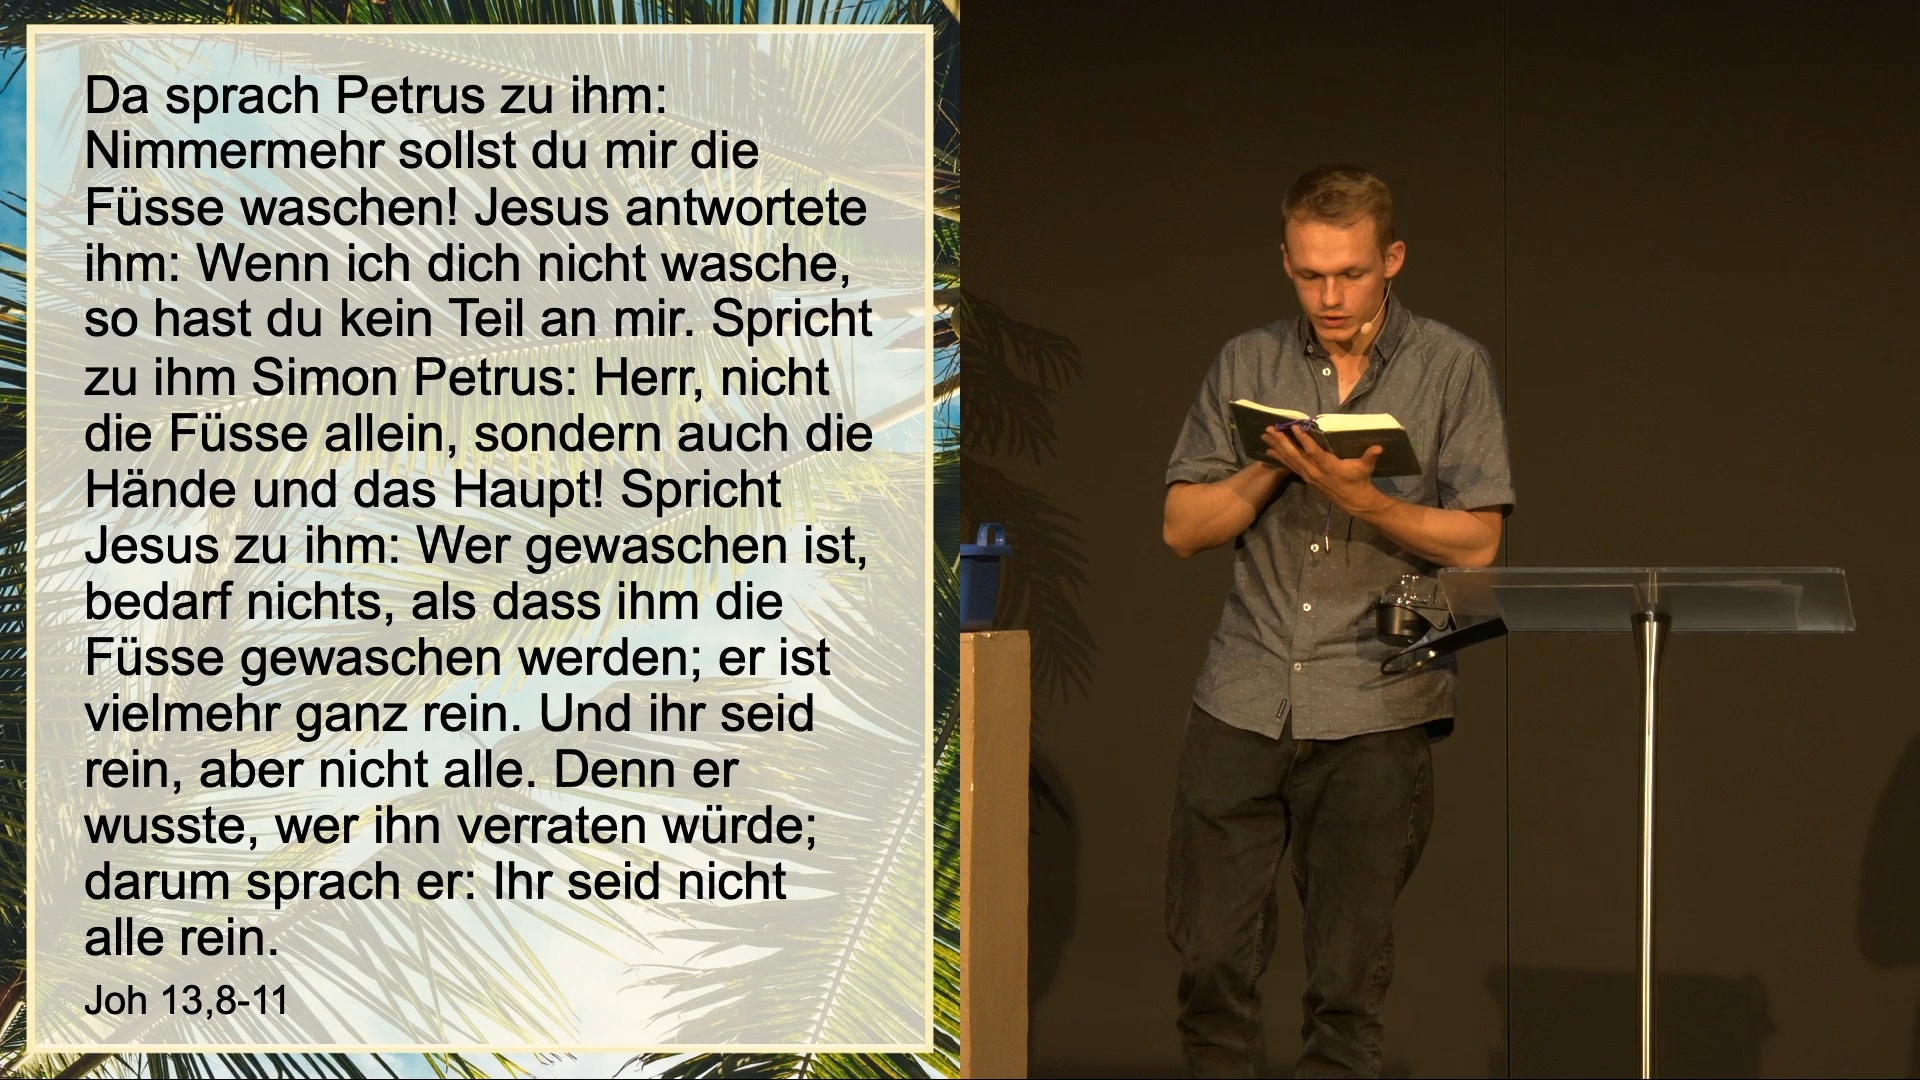 Da sprach Petrus zu ihm:
Nimmermehr sollst du mir die
Füsse waschen! Jesus antwortete
ihm: Wenn ich dich nicht wasche,
so hast du kein Teil an mir. Spricht
zu ihm Simon Petrus: Herr, nicht
die Füsse allein, sondern auch die
Hände und das Haupt! Spricht
Jesus zu ihm: Wer gewaschen ist,
bedarf nichts, als dass ihm die
Füsse gewaschen werden; er ist
vielmehr ganz rein. Und ihr seid
rein, aber nicht alle. Denn er
wusste, wer ihn verraten würde;
darum sprach er: Ihr seid nicht
alle rein.
Joh 13,8-11